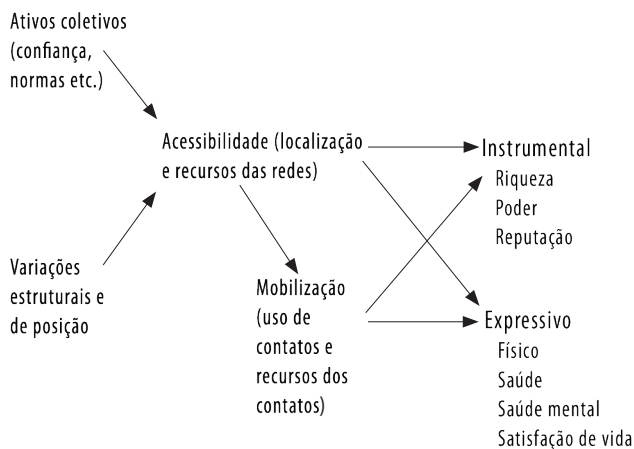 Ativos coletivos
(confiança,
normas etc.)
Acessibilidade (localização
e recursos das redes)
Variações
estruturais e
de posição
Mobilização
(uso de
contatos e
recursos dos
contatos)
Instrumental
Riqueza
Poder
Reputação
Expressivo
Físico
Saúde
Saúde mental
Satisfação de vida